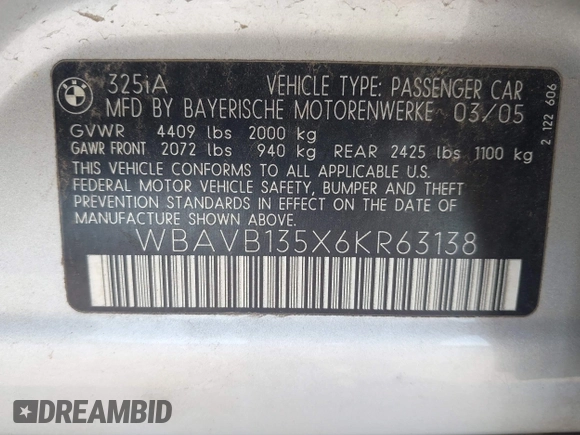 BMW
325iA VEHICLE TYPE: PASSENGER CAR
MFD BY BAYERISCHE MOTORENWERKE 03/05
GVWR 4409 lbs 2000 kg
GAWR FRONT 2072 lbs 940 kg REAR 2425 lbs 1100 kg
THIS VEHICLE CONFORMS TO ALL APPLICABLE U.S.
FEDERAL MOTOR VEHICLE SAFETY, BUMPER AND THEFT
PREVENTION STANDARDS IN EFFECT ON THE DATE OF
MANUFACTURE SHOWN ABOVE.
WBAVB135X6KR63138
2 122 606
DREAMBID